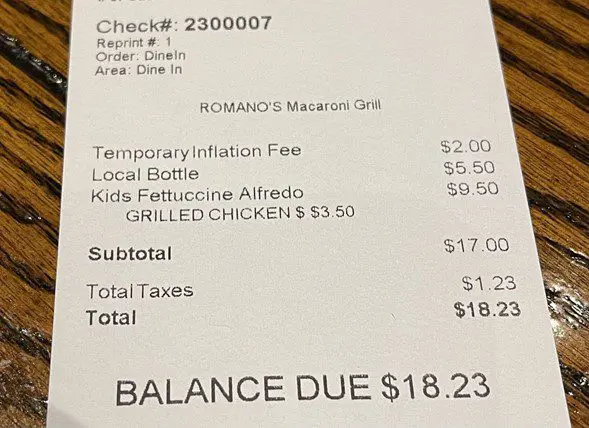 Check#: 2300007
Reprint #: 1
Order: DineIn
Area: Dine In
ROMANO'S Macaroni Grill
Temporary Inflation Fee $2.00
Local Bottle $5.50
Kids Fettuccine Alfredo $9.50
GRILLED CHICKEN $ $3.50
Subtotal $17.00
Total Taxes $1.23
Total $18.23
BALANCE DUE $18.23